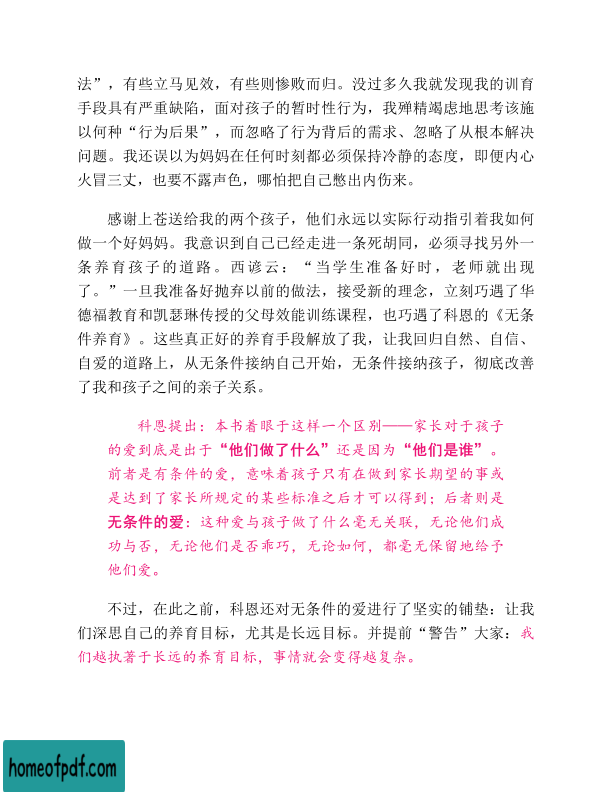 法”，有些立马见效，有些则惨败而归。没过多久我就发现我的训育
手段具有严重缺陷，面对孩子的暂时性行为，我殚精竭虑地思考该施
以何种“行为后果”，而忽略了行为背后的需求、忽略了从根本解决
问题。我还误以为妈妈在任何时刻都必须保持冷静的态度，即便内心
火冒三丈，也要不露声色，哪怕把自己憋出内伤来。
感谢上苍送给我的两个孩子，他们永远以实际行动指引着我如何
做一个好妈妈。我意识到自己已经走进一条死胡同，必须寻找另外一
条养育孩子的道路。西谚云：“当学生准备好时，老师就出现
了。”一旦我准备好抛弃以前的做法，接受新的理念，立刻巧遇了华
德福教育和凯瑟琳传授的父母效能训练课程，也巧遇了科恩的《无条
件养育》。这些真正好的养育手段解放了我，让我回归自然、自信、
自爱的道路上，从无条件接纳自己开始，无条件接纳孩子，彻底改善
了我和孩子之间的亲子关系。
科恩提出：本书着眼于这样一个区别——家长对于孩子
的爱到底是出于“他们做了什么”还是因为“他们是谁”。
前者是有条件的爱，意味着孩子只有在做到家长期望的事或
是达到了家长所规定的某些标准之后才可以得到；后者则是
无条件的爱：这种爱与孩子做了什么毫无关联，无论他们成
功与否，无论他们是否乖巧，无论如何，都毫无保留地给予
他们爱。
不过，在此之前，科恩还对无条件的爱进行了坚实的铺垫：让我
们深思自己的养育目标，尤其是长远目标。并提前“警告”大家：我
们越执著于长远的养育目标，事情就会变得越复杂。
homeofpdf.com